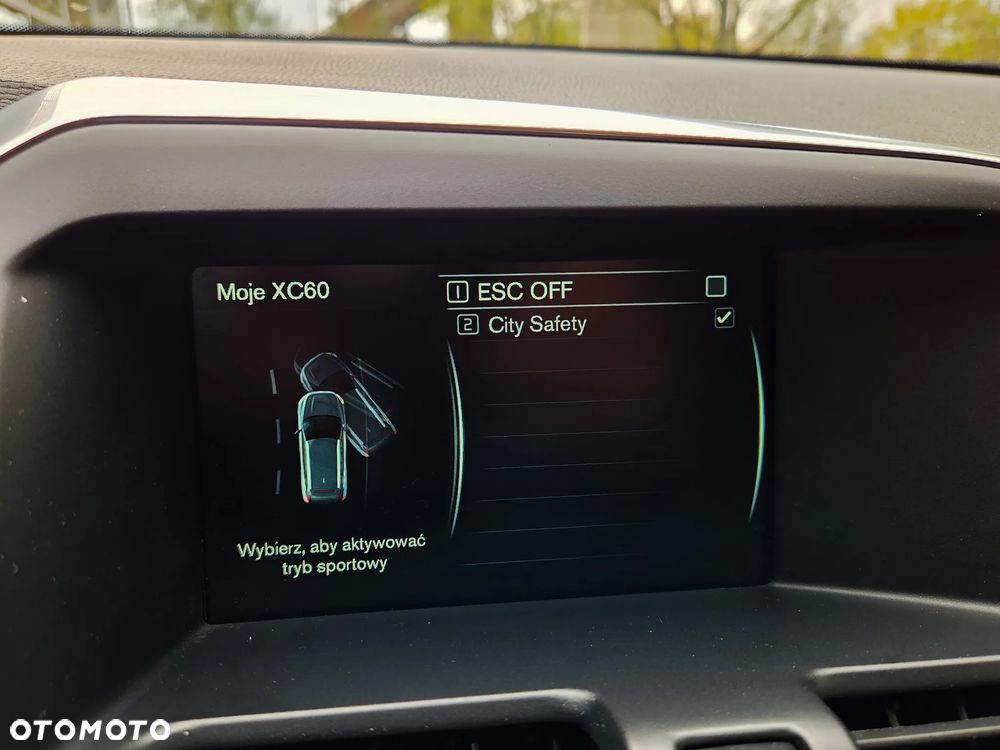 Moje XC60
1 ESC OFF
2 City Safety
Wybierz, aby aktywować
tryb sportowy
OTOMOTO